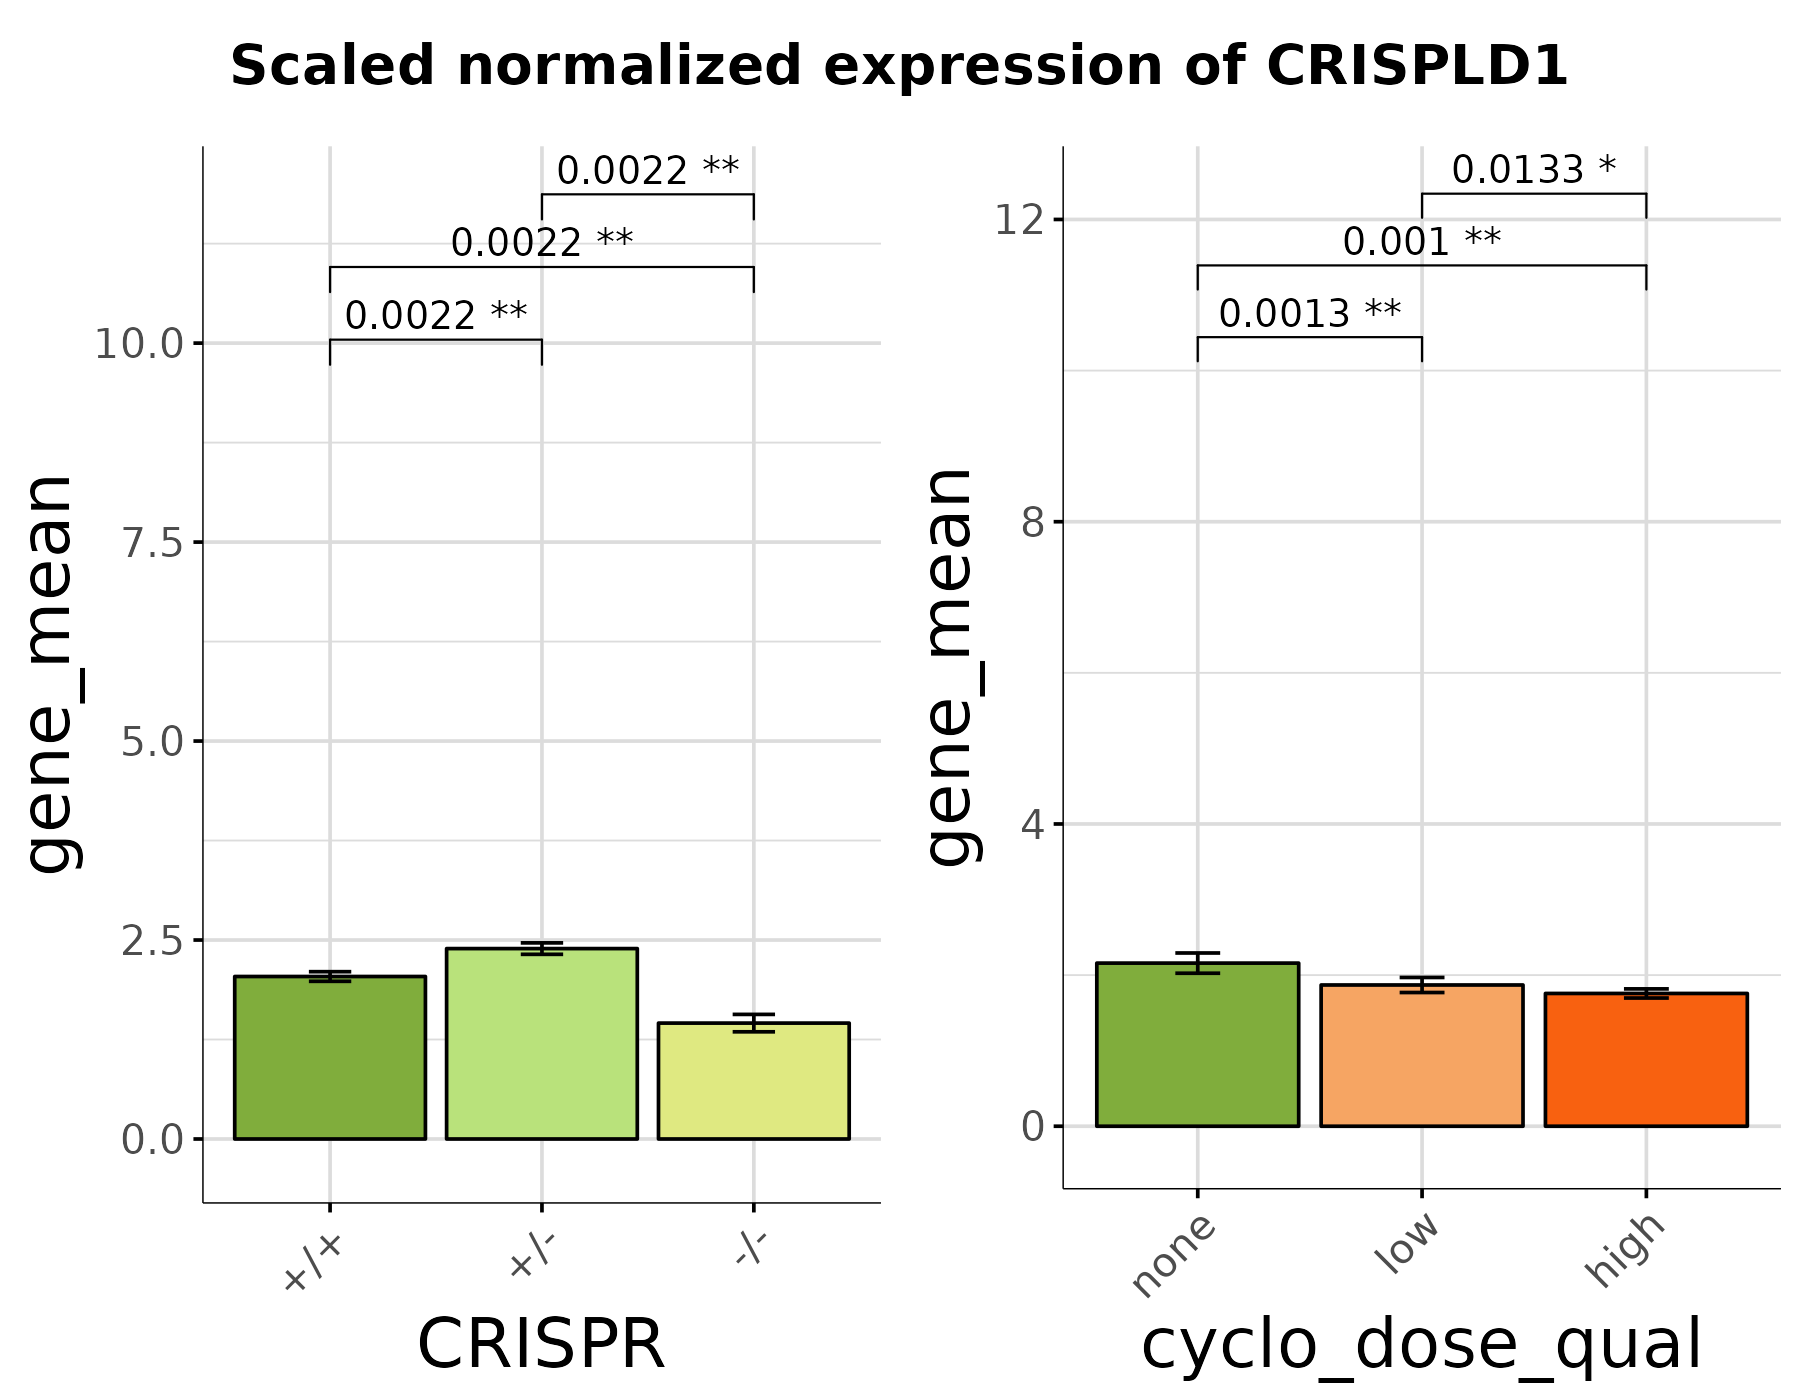 Scaled normalized expression of CRISPLD1
gene_mean
0.0022 **
0.0022 **
0.0022 **
10.0
7.5
5.0
2.5
0.0
+/+
+/-
-/-
CRISPR
gene_mean
0.0133 *
0.001 **
0.0013 **
12
8
4
0
none
low
high
cyclo_dose_qual